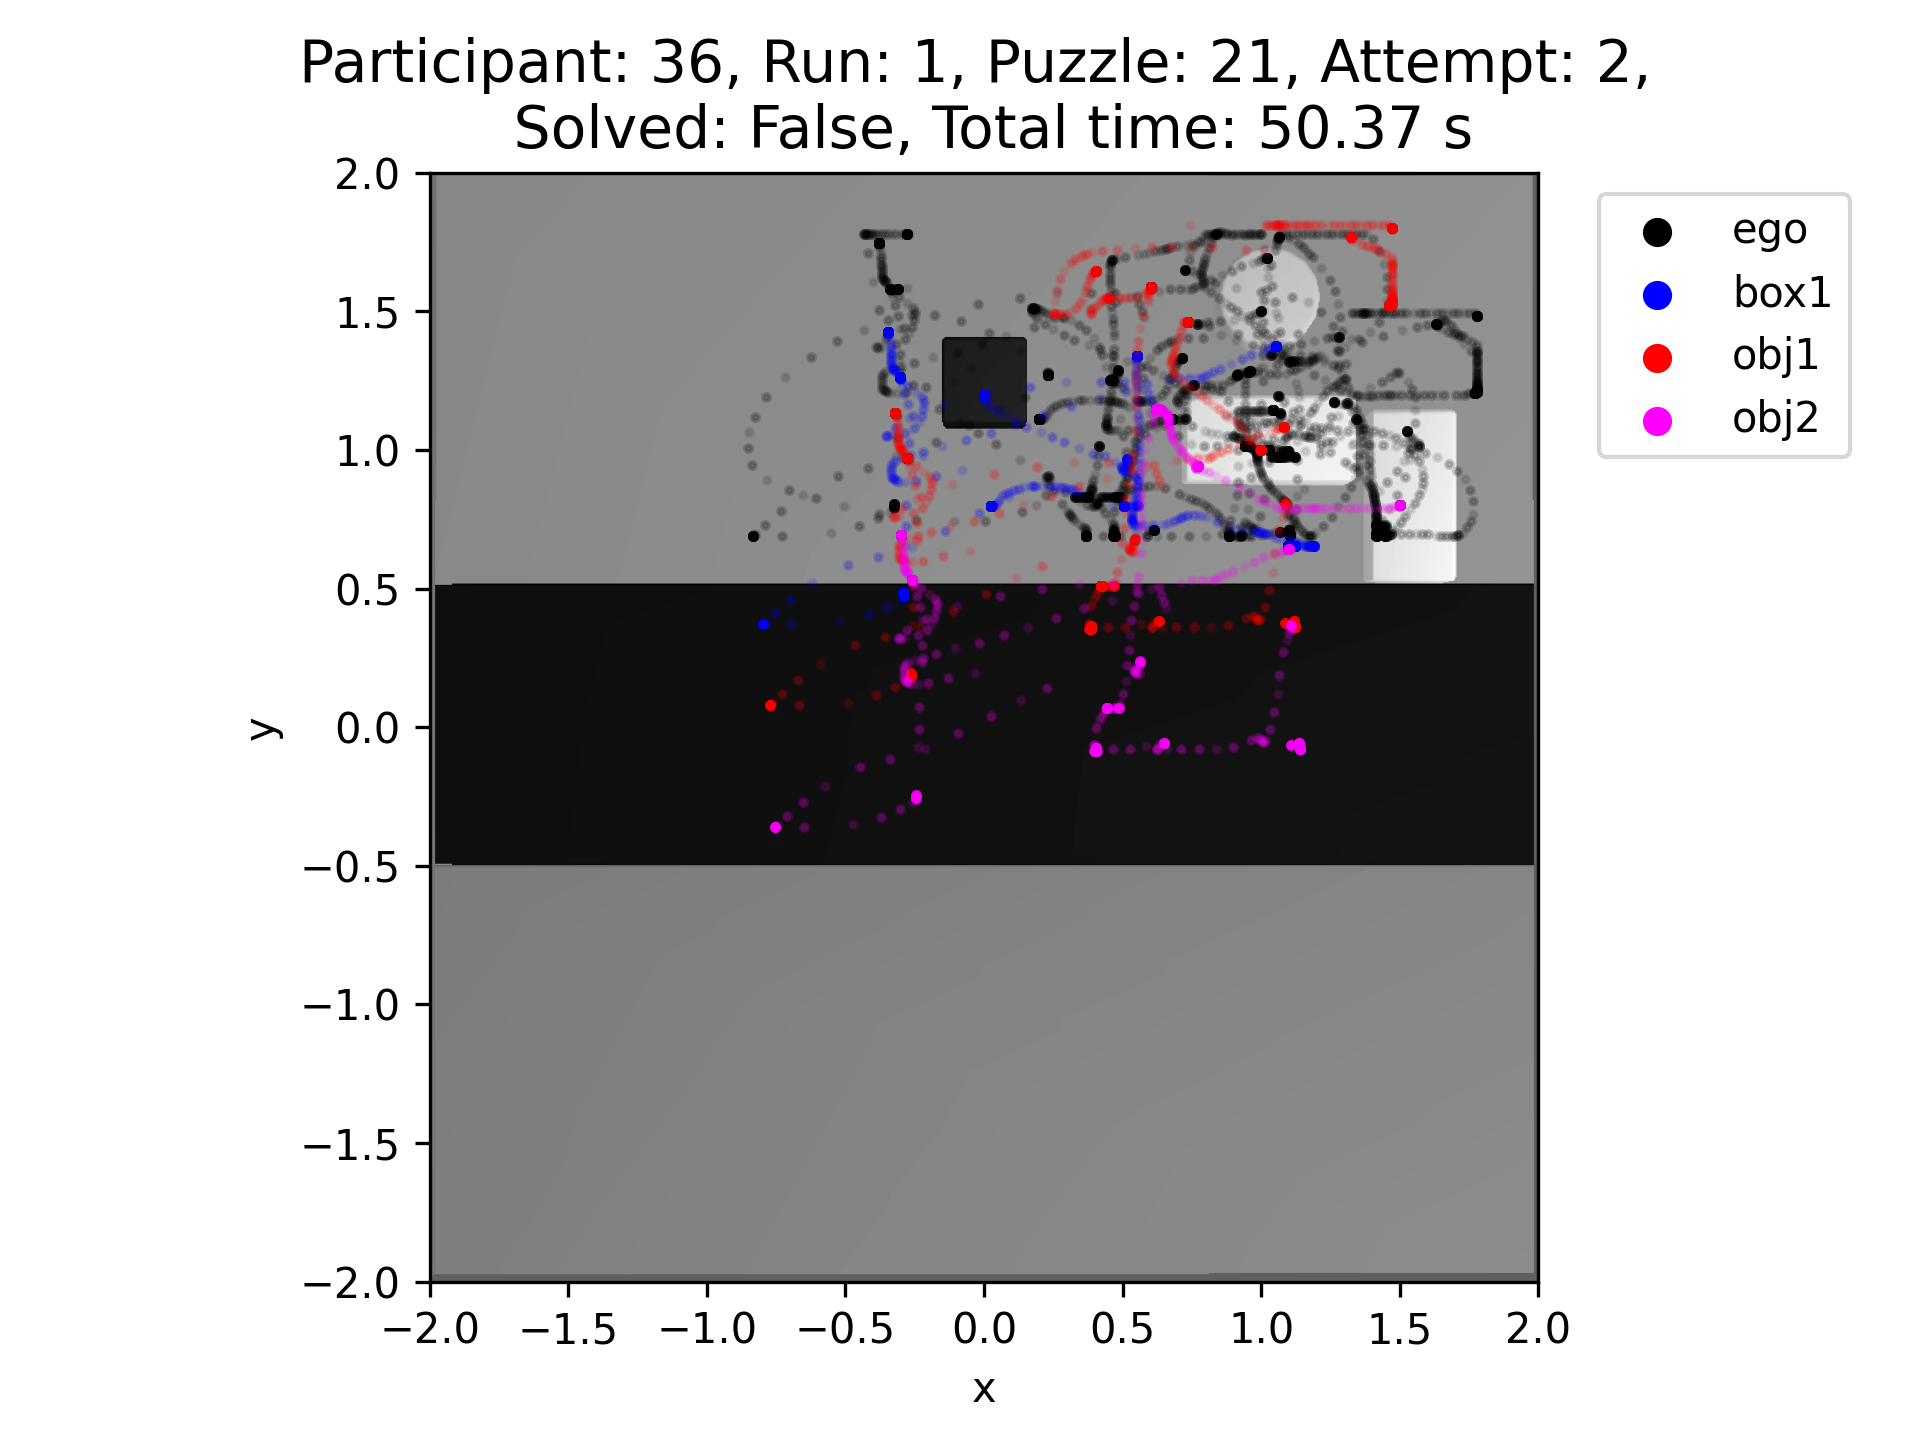 Participant: 36, Run: 1, Puzzle: 21, Attempt: 2,
Solved: False, Total time: 50.37 s
2.0
1.5
1.0
0.5
0.0
−0.5
−1.0
−1.5
−2.0
y
−2.0 −1.5 −1.0 −0.5 0.0 0.5 1.0 1.5 2.0
x
ego
box1
obj1
obj2